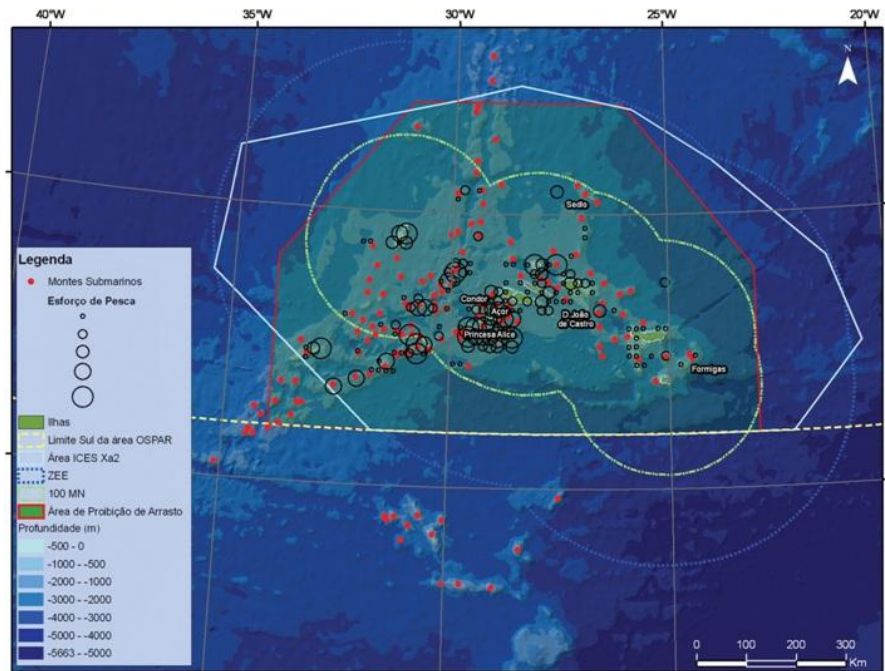 40°W
35°W
30°W
25°W
20°W
N
Sedlo
Condor
Açor
Princesa Alice
D. João
de Castro
Formigas
Legenda
Montes Submarinos
Esforço de Pesca
Ilhas
Limite Sul da área OSPAR
Área ICES Xa2
ZEE
100 MN
Área de Proibição de Arrasto
Profundidade (m)
-500 - 0
-1000 - -500
-2000 - -1000
-3000 - -2000
-4000 - -3000
-5000 - -4000
-5663 - -5000
0 100 200 300
Km